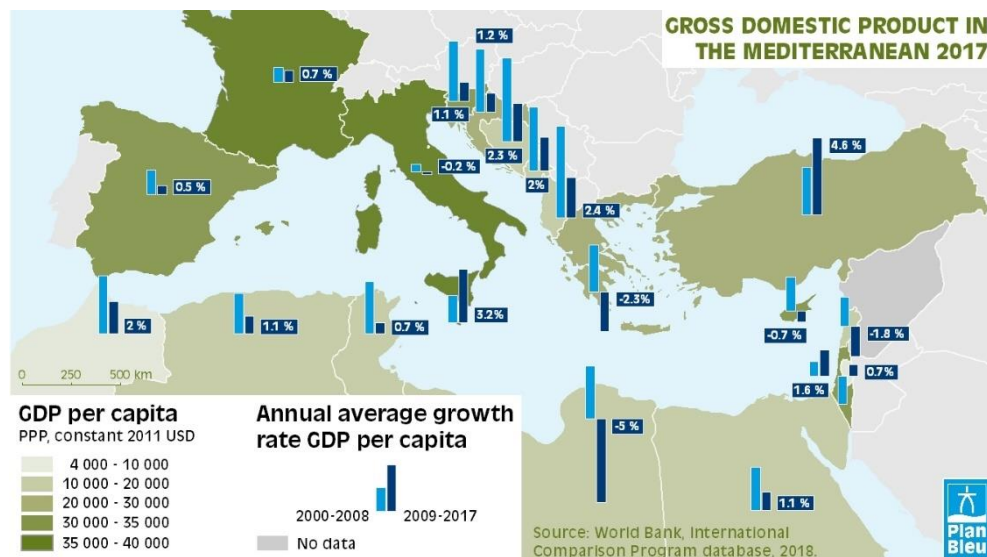 GROSS DOMESTIC PRODUCT IN
THE MEDITERRANEAN 2017
1.2 %
0.7 %
1.1 %
4.6 %
2.3 %
-0.2 %
0.5 %
2%
2.4 %
2 %
1.1 %
0.7 %
3.2%
-2.3%
-0.7 %
-1.8 %
0.7%
1.6 %
-5 %
1.1 %
0 250 500 km
GDP per capita
PPP, constant 2011 USD
4 000 - 10 000
10 000 - 20 000
20 000 - 30 000
30 000 - 35 000
35 000 - 40 000
Annual average growth
rate GDP per capita
2000-2008 2009-2017
No data
Source: World Bank, International
Comparison Program database, 2018.
Plan
Bleu